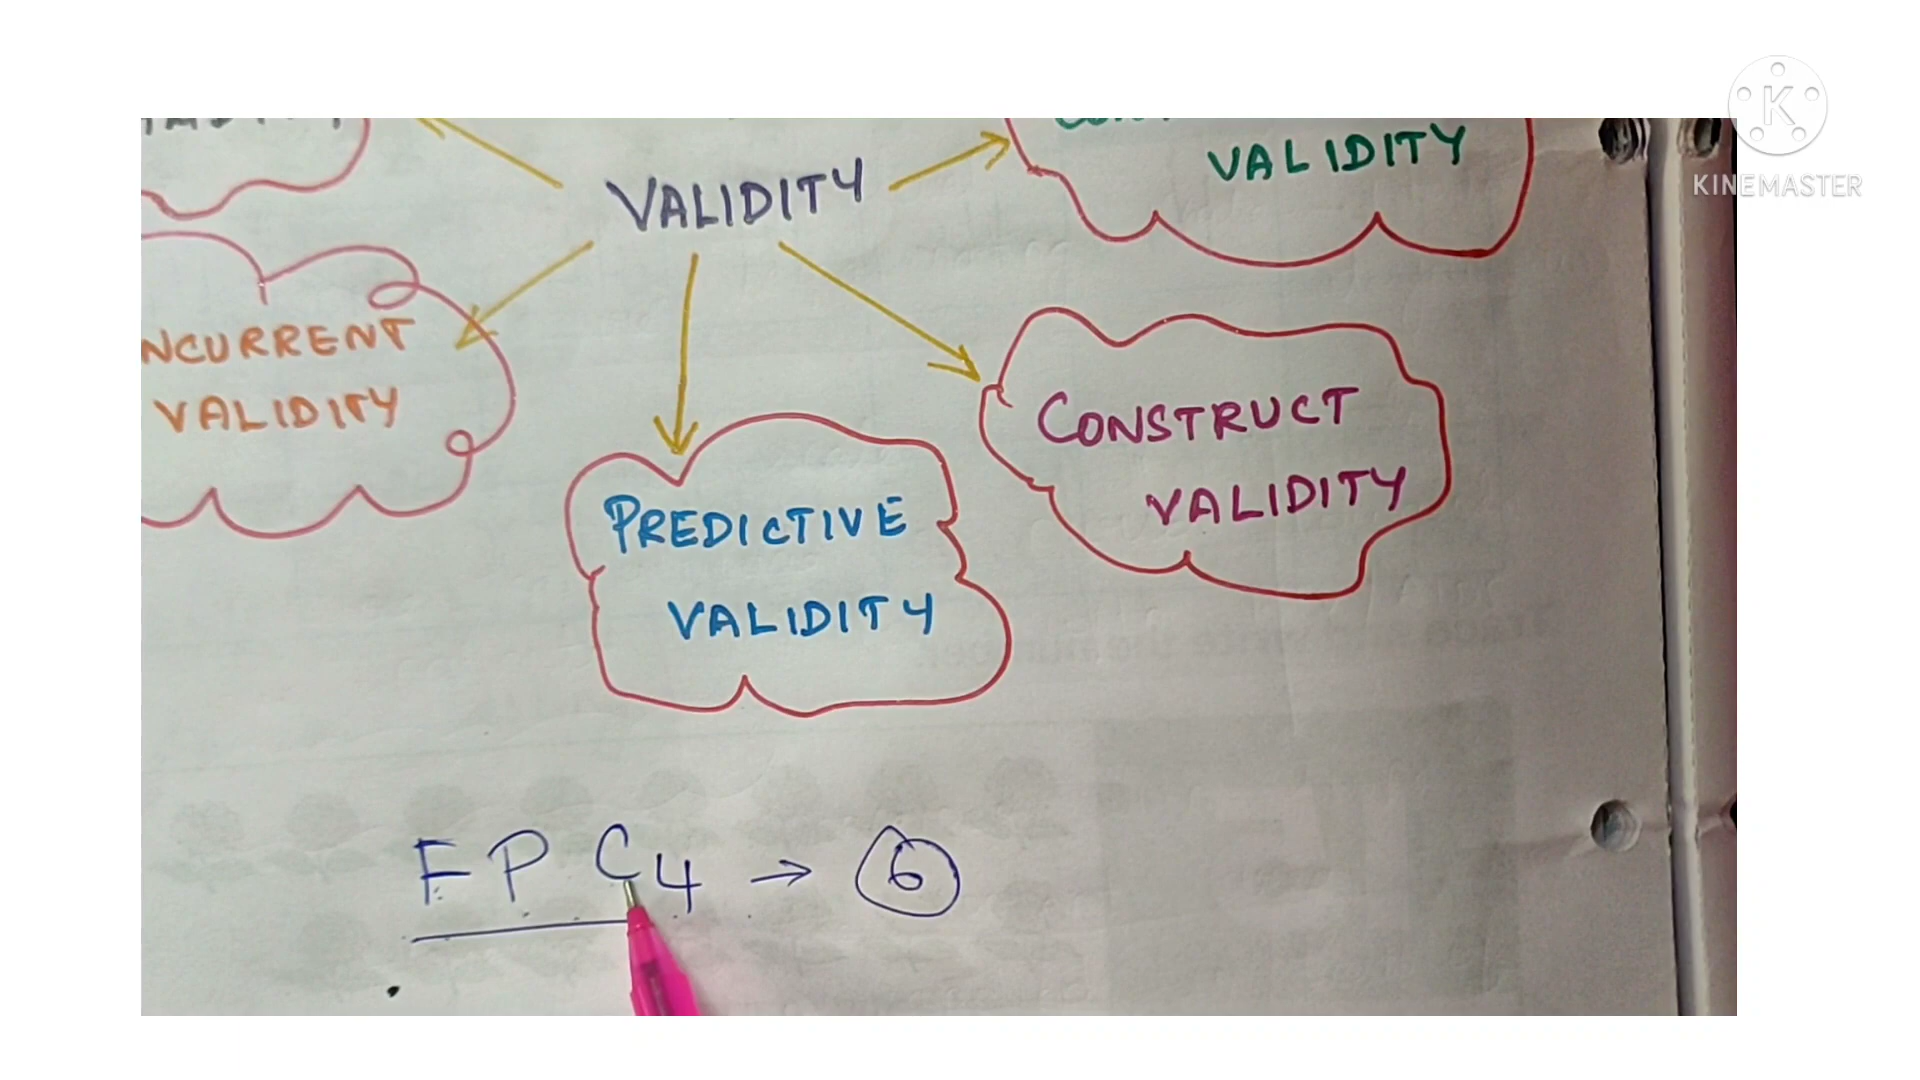 VALIDITY
VALIDITY
NCURRENT
VALIDITY
CONSTRUCT
VALIDITY
PREDICTIVE
VALIDITY
FPC4 → 6
K
KINEMASTER